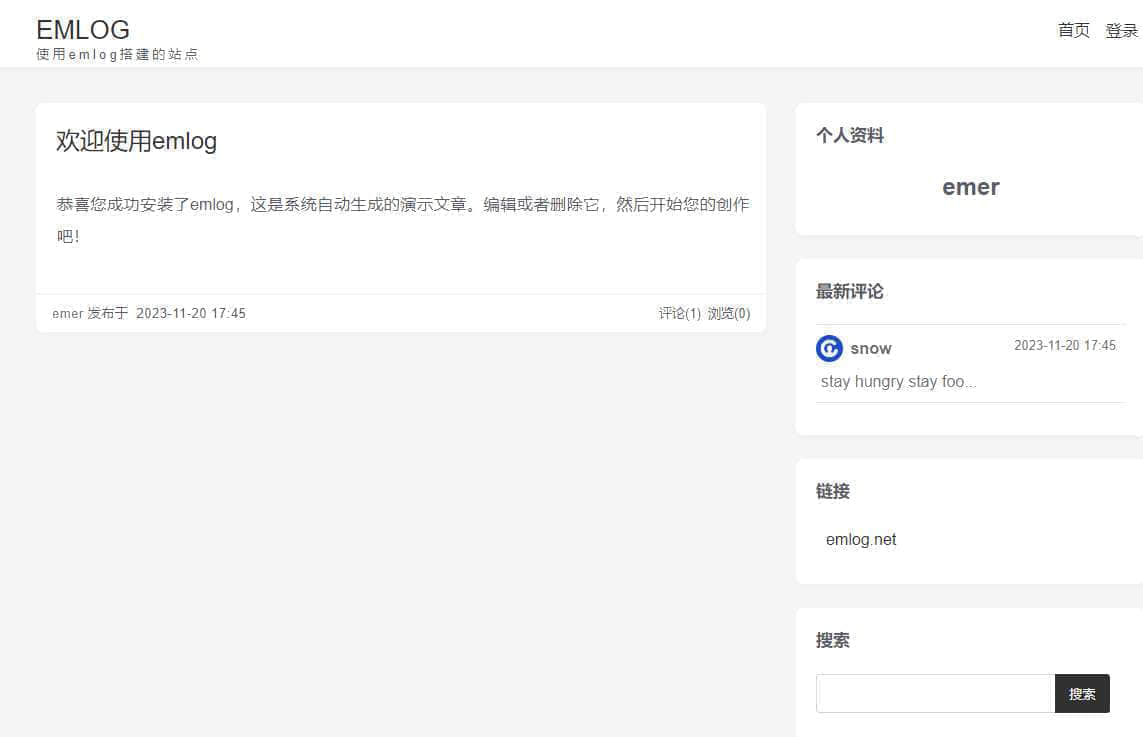 EMLOG
使用emlog搭建的站点
首页 登录
欢迎使用emlog
恭喜您成功安装了emlog，这是系统自动生成的演示文章。编辑或者删除它，然后开始您的创作
吧！
emer 发布于 2023-11-20 17:45
评论(1) 浏览(0)
个人资料
emer
最新评论
snow 2023-11-20 17:45
stay hungry stay foo...
链接
emlog.net
搜索
搜索